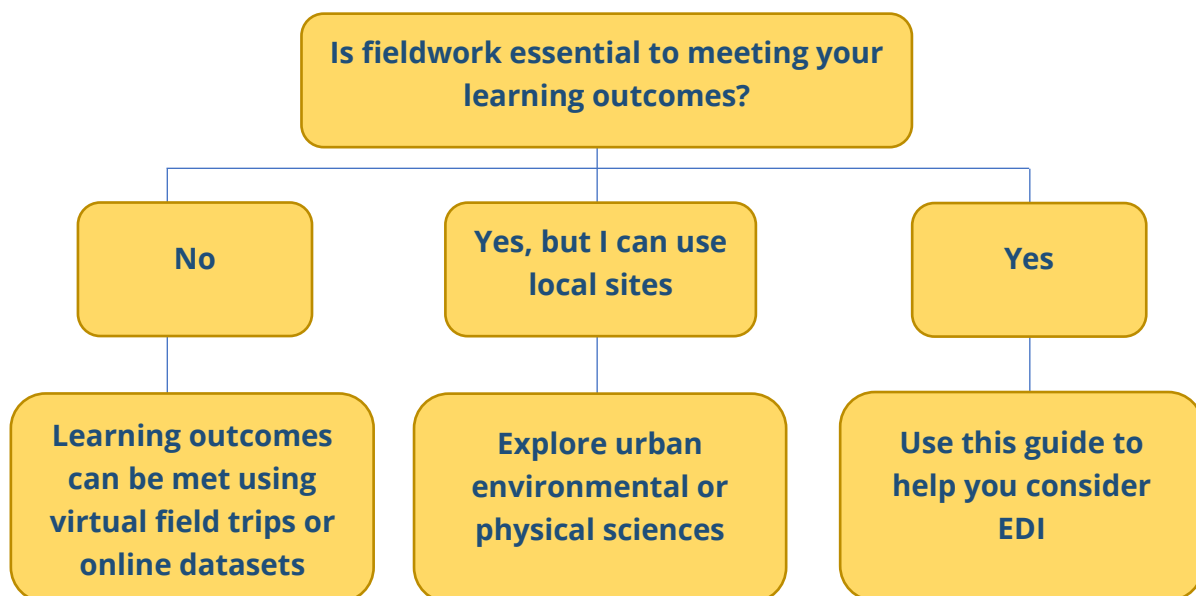 Is fieldwork essential to meeting your
learning outcomes?
No
Yes, but I can use
local sites
Yes
Learning outcomes
can be met using
virtual field trips or
online datasets
Explore urban
environmental or
physical sciences
Use this guide to
help you consider
EDI